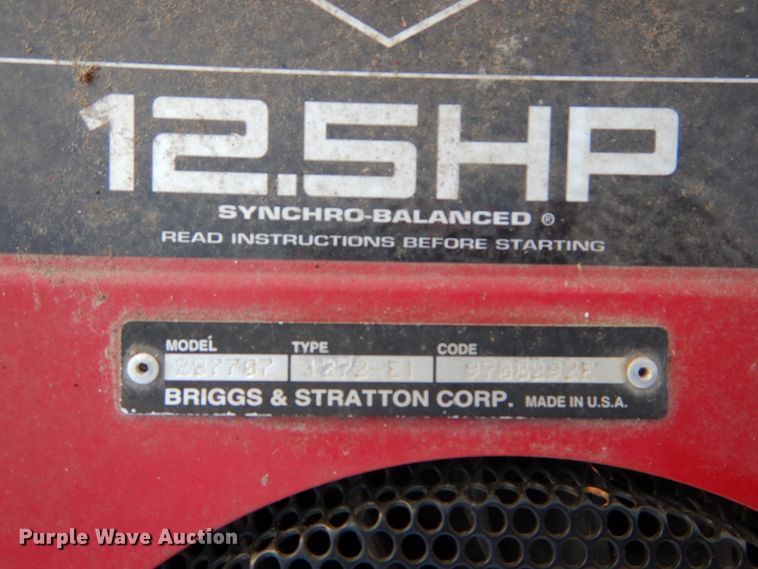 12.5HP
SYNCHRO-BALANCED ®
READ INSTRUCTIONS BEFORE STARTING
MODEL TYPE CODE
BRIGGS & STRATTON CORP. MADE IN U.S.A.
Purple Wave Auction